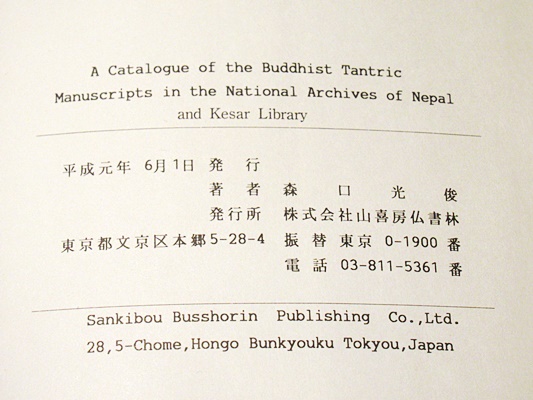 A Catalogue of the Buddhist Tantric
Manuscripts in the National Archives of Nepal
and Kesar Library
平成元年 6月1日 発 行
著 者 森 口 光 俊
発行所 株式会社山喜房仏書林
東京都文京区本郷5-28-4 振 替 東京 0-1900 番
電 話 03-811-5361 番
Sankibou Busshorin Publishing Co.,Ltd.
28,5-Chome,Hongo Bunkyouku Tokyou,Japan